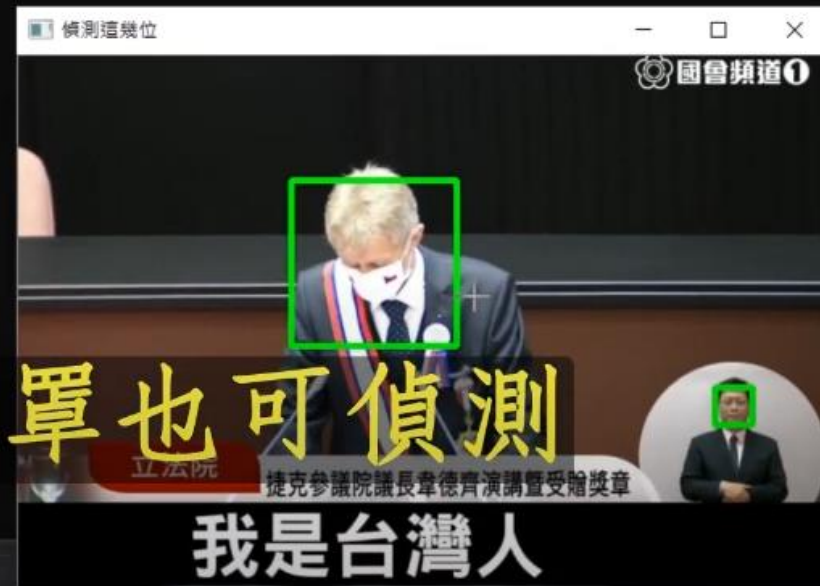 偵測這幾位
國會頻道1
罩也可偵測
立法院
捷克參議院議長韋德齊演講暨受贈獎章
我是台灣人